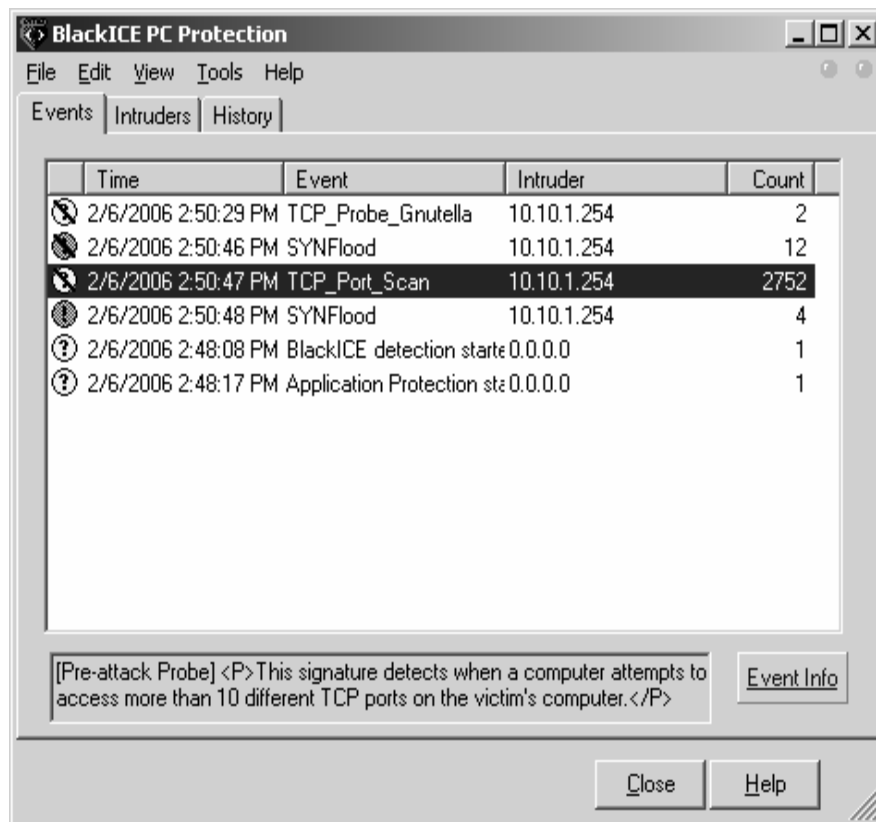 BlackICE PC Protection
File Edit View Tools Help
Events Intruders History
Time Event Intruder Count
2/6/2006 2:50:29 PM TCP_Probe_Gnutella 10.10.1.254 2
2/6/2006 2:50:46 PM SYNFlood 10.10.1.254 12
2/6/2006 2:50:47 PM TCP_Port_Scan 10.10.1.254 2752
2/6/2006 2:50:48 PM SYNFlood 10.10.1.254 4
2/6/2006 2:48:08 PM BlackICE detection starte 0.0.0.0 1
2/6/2006 2:48:17 PM Application Protection sta 0.0.0.0 1
[Pre-attack Probe] <P>This signature detects when a computer attempts to
access more than 10 different TCP ports on the victim's computer.</P>
Event Info
Close Help